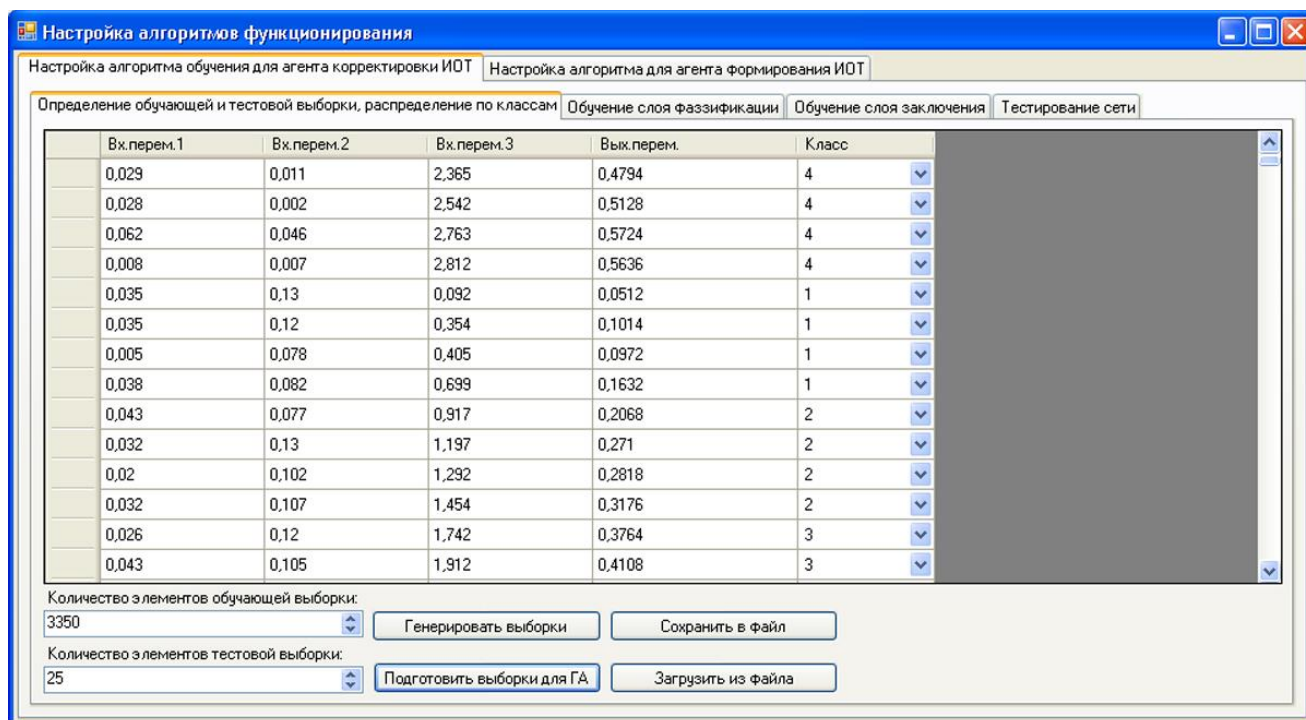 Настройка алгоритмов функционирования
Настройка алгоритма обучения для агента корректировки ИОТ Настройка алгоритма для агента формирования ИОТ
Определение обучающей и тестовой выборки, распределение по классам Обучение слоя фаззификации Обучение слоя заключения Тестирование сети
Вх.перем.1 Вх.перем.2 Вх.перем.3 Вых.перем. Класс
0,029 0,011 2,365 0,4794 4
0,028 0,002 2,542 0,5128 4
0,062 0,046 2,763 0,5724 4
0,008 0,007 2,812 0,5636 4
0,035 0,13 0,092 0,0512 1
0,035 0,12 0,354 0,1014 1
0,005 0,078 0,405 0,0972 1
0,038 0,082 0,699 0,1632 1
0,043 0,077 0,917 0,2068 2
0,032 0,13 1,197 0,271 2
0,02 0,102 1,292 0,2818 2
0,032 0,107 1,454 0,3176 2
0,026 0,12 1,742 0,3764 3
0,043 0,105 1,912 0,4108 3
Количество элементов обучающей выборки:
3350 Генерировать выборки Сохранить в файл
Количество элементов тестовой выборки:
25 Подготовить выборки для ГА Загрузить из файла